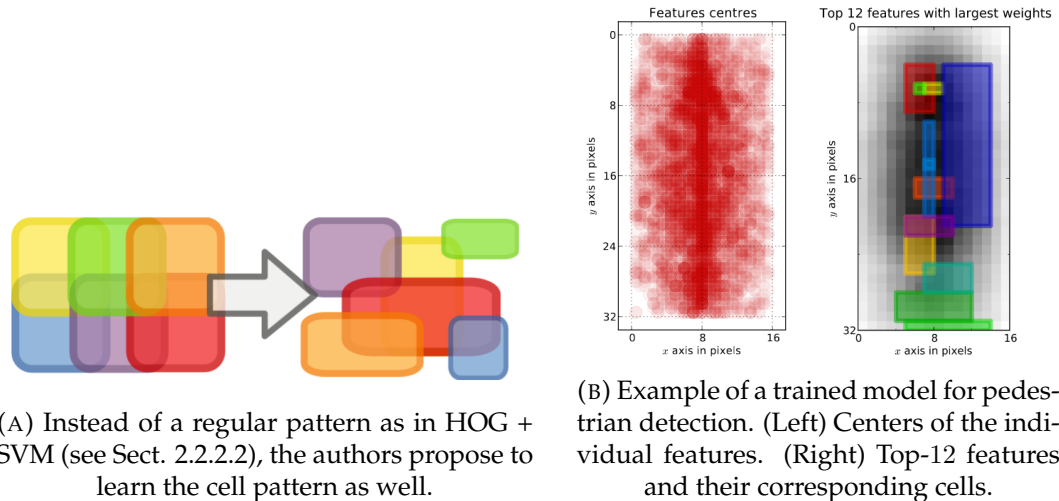 Features centres
0
8
16
24
32
y axis in pixels
0
8
16
x axis in pixels
Top 12 features with largest weights
0
16
32
y axis in pixels
0
8
16
x axis in pixels
(A) Instead of a regular pattern as in HOG +
SVM (see Sect. 2.2.2.2), the authors propose to
learn the cell pattern as well.
(B) Example of a trained model for pedes-
trian detection. (Left) Centers of the indi-
vidual features. (Right) Top-12 features
and their corresponding cells.